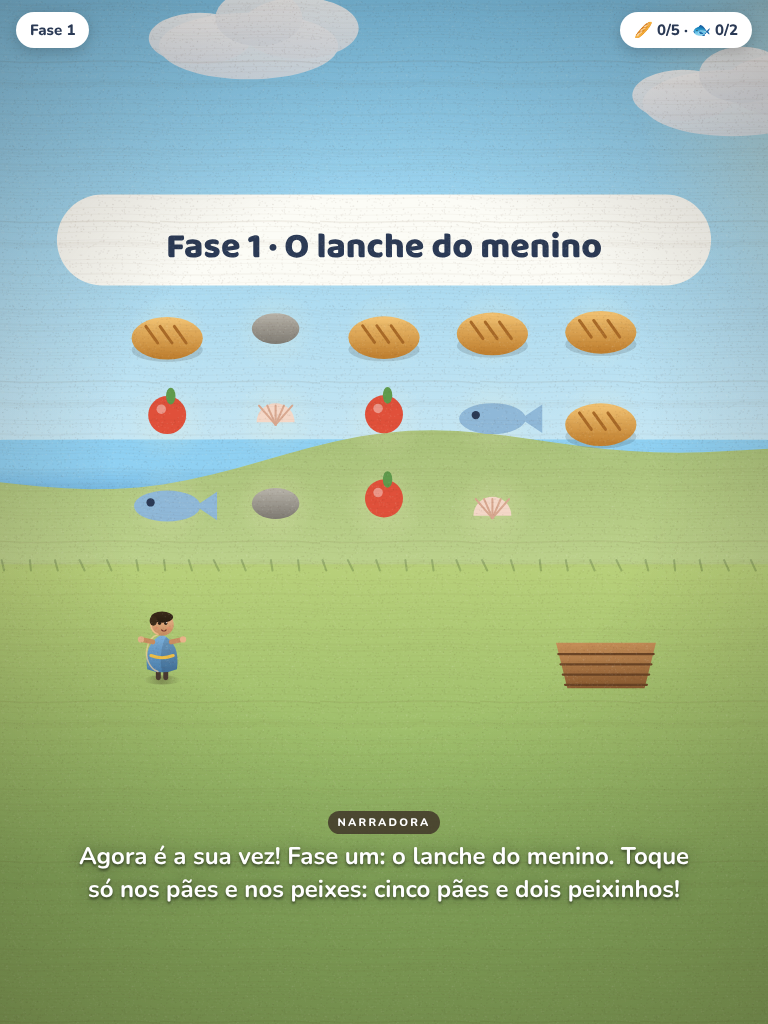 Fase 1
🥖 0/5 · 🐟 0/2
Fase 1 · O lanche do menino
NARRADORA
Agora é a sua vez! Fase um: o lanche do menino. Toque
só nos pães e nos peixes: cinco pães e dois peixinhos!